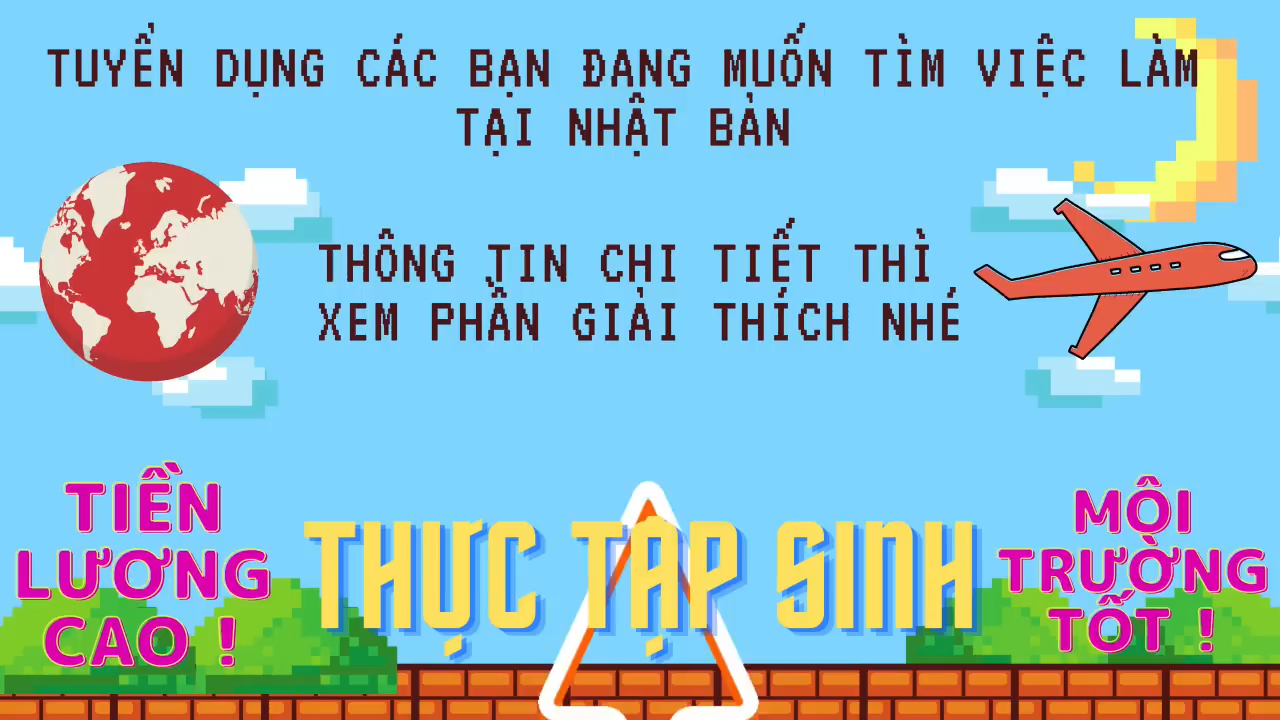 TUYỂN DỤNG CÁC BẠN ĐANG MUỐN TÌM VIỆC LÀM
TẠI NHẬT BẢN
THÔNG TIN CHI TIẾT THÌ
XEM PHẦN GIẢI THÍCH NHÉ
TIỀN
LƯƠNG
CAO !
THỰC TẬP SINH
MÔI
TRƯỜNG
TỐT !